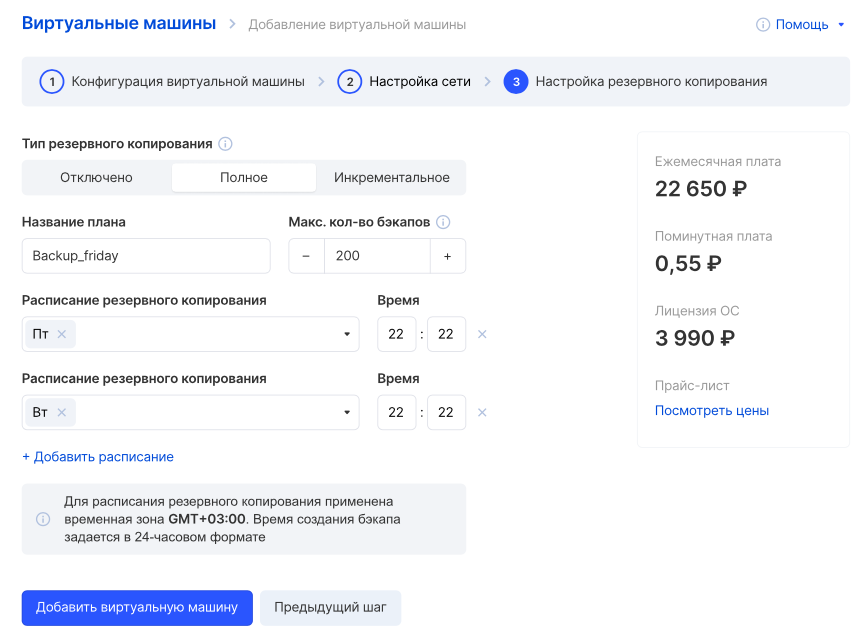 Виртуальные машины > Добавление виртуальной машины
Помощь
1 Конфигурация виртуальной машины > 2 Настройка сети > 3 Настройка резервного копирования
Тип резервного копирования
Отключено Полное Инкрементальное
Название плана Макс. кол-во бэкапов
Backup_friday − 200 +
Расписание резервного копирования Время
Пт × 22 : 22 ×
Расписание резервного копирования Время
Вт × 22 : 22 ×
+ Добавить расписание
Для расписания резервного копирования применена
временная зона GMT+03:00. Время создания бэкапа
задается в 24-часовом формате
Добавить виртуальную машину Предыдущий шаг
Ежемесячная плата
22 650 ₽
Поминутная плата
0,55 ₽
Лицензия ОС
3 990 ₽
Прайс-лист
Посмотреть цены